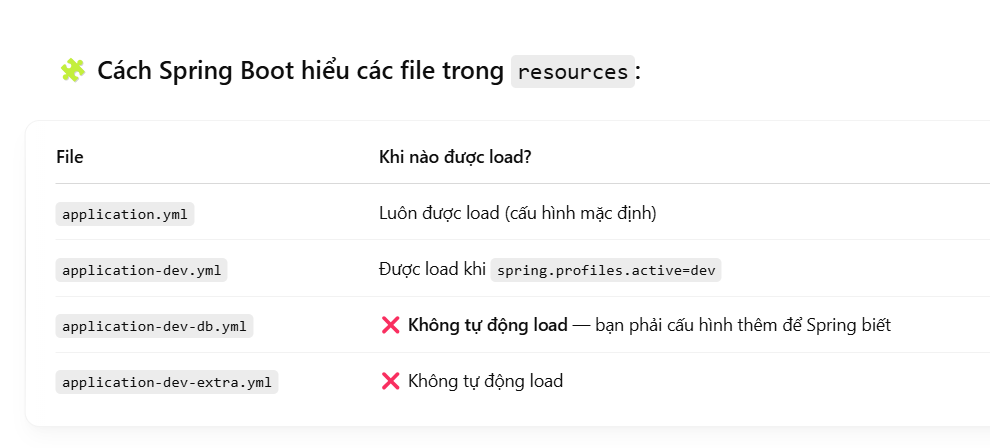 🧩 Cách Spring Boot hiểu các file trong resources:
File Khi nào được load?
application.yml Luôn được load (cấu hình mặc định)
application-dev.yml Được load khi spring.profiles.active=dev
application-dev-db.yml ❌ Không tự động load — bạn phải cấu hình thêm để Spring biết
application-dev-extra.yml ❌ Không tự động load